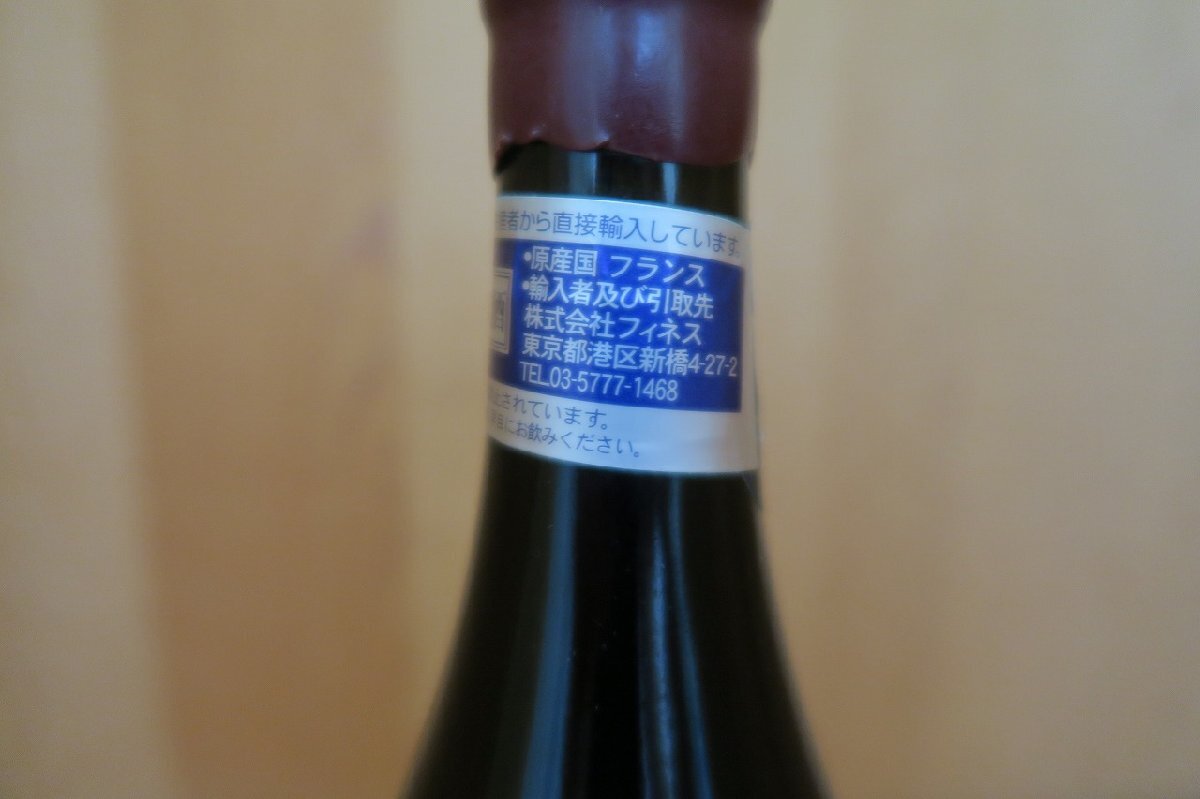 者から直接輸入しています。
・原産国 フランス
・輸入者及び引取先
株式会社フィネス
東京都港区新橋4-27-2
TEL03-5777-1468
されています。
にお飲みください。